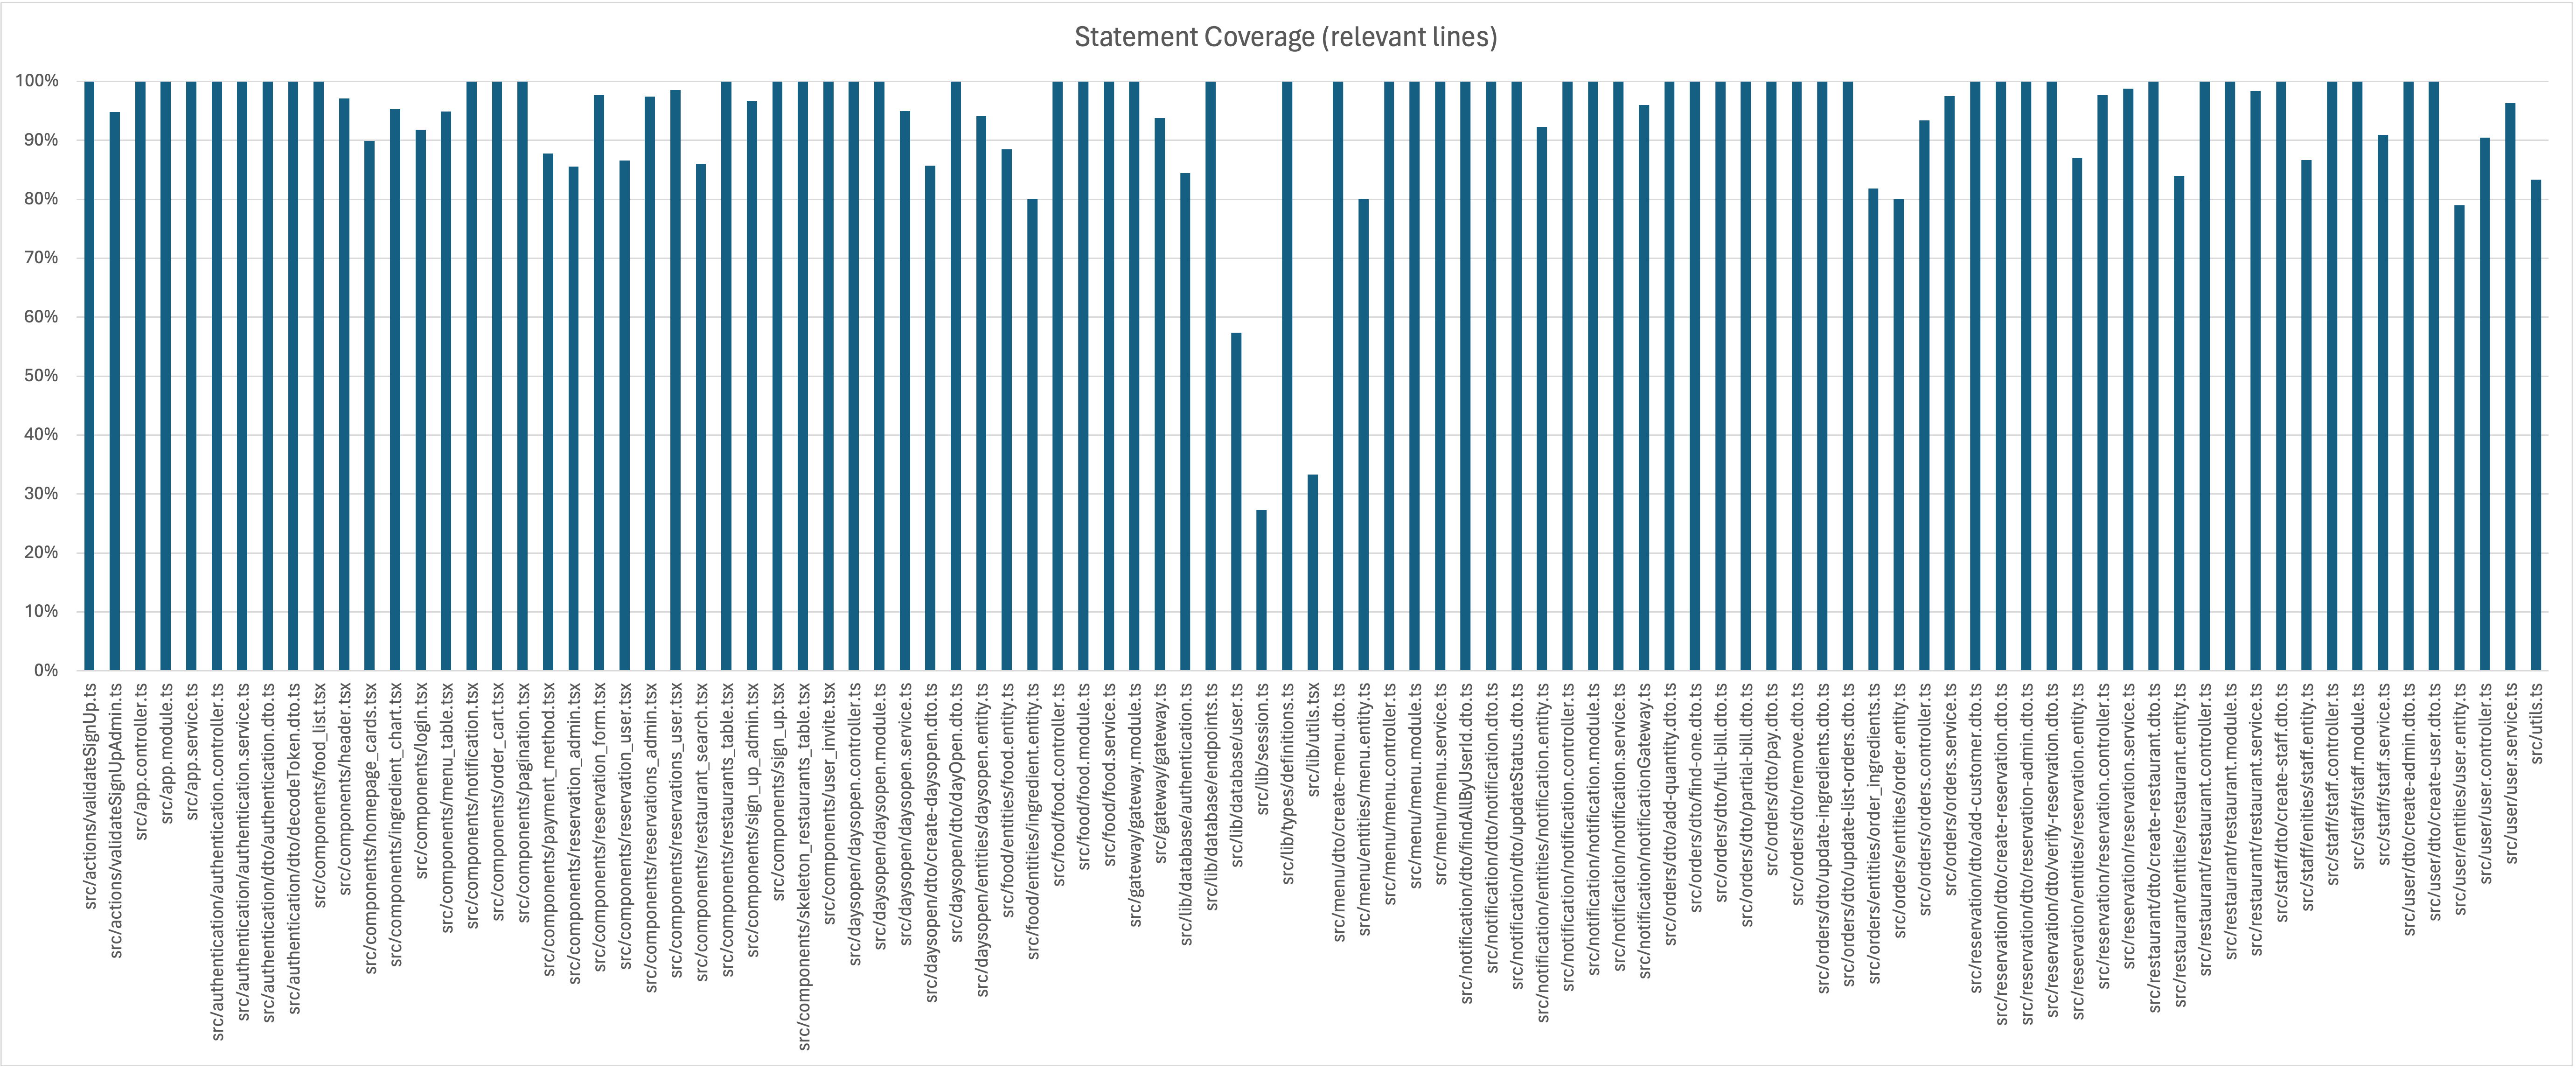 Statement Coverage (relevant lines)
100%
90%
80%
70%
60%
50%
40%
30%
20%
10%
0%
src/actions/validateSignUp.ts
src/actions/validateSignUpAdmin.ts
src/app.controller.ts
src/app.module.ts
src/app.service.ts
src/authentication/authentication.controller.ts
src/authentication/authentication.service.ts
src/authentication/dto/authentication.dto.ts
src/authentication/dto/decodeToken.dto.ts
src/components/food_list.tsx
src/components/header.tsx
src/components/homepage_cards.tsx
src/components/ingredient_chart.tsx
src/components/login.tsx
src/components/menu_table.tsx
src/components/notification.tsx
src/components/order_cart.tsx
src/components/pagination.tsx
src/components/payment_method.tsx
src/components/reservation_admin.tsx
src/components/reservation_form.tsx
src/components/reservation_user.tsx
src/components/reservations_admin.tsx
src/components/reservations_user.tsx
src/components/restaurant_search.tsx
src/components/restaurants_table.tsx
src/components/sign_up_admin.tsx
src/components/sign_up.tsx
src/components/skeleton_restaurants_table.tsx
src/components/user_invite.tsx
src/daysopen/daysopen.controller.ts
src/daysopen/daysopen.module.ts
src/daysopen/daysopen.service.ts
src/daysopen/dto/create-daysopen.dto.ts
src/daysopen/dto/dayOpen.dto.ts
src/daysopen/entities/daysopen.entity.ts
src/food/entities/food.entity.ts
src/food/entities/ingredient.entity.ts
src/food/food.controller.ts
src/food/food.module.ts
src/food/food.service.ts
src/gateway/gateway.module.ts
src/gateway/gateway.ts
src/lib/database/authentication.ts
src/lib/database/endpoints.ts
src/lib/database/user.ts
src/lib/session.ts
src/lib/types/definitions.ts
src/lib/utils.tsx
src/menu/dto/create-menu.dto.ts
src/menu/entities/menu.entity.ts
src/menu/menu.controller.ts
src/menu/menu.module.ts
src/menu/menu.service.ts
src/notification/dto/findAllByUserId.dto.ts
src/notification/dto/notification.dto.ts
src/notification/dto/updateStatus.dto.ts
src/notification/entities/notification.entity.ts
src/notification/notification.controller.ts
src/notification/notification.module.ts
src/notification/notification.service.ts
src/notification/notificationGateway.ts
src/orders/dto/add-quantity.dto.ts
src/orders/dto/find-one.dto.ts
src/orders/dto/full-bill.dto.ts
src/orders/dto/partial-bill.dto.ts
src/orders/dto/pay.dto.ts
src/orders/dto/remove.dto.ts
src/orders/dto/update-ingredients.dto.ts
src/orders/dto/update-list-orders.dto.ts
src/orders/entities/order_ingredients.ts
src/orders/entities/order.entity.ts
src/orders/orders.controller.ts
src/orders/orders.service.ts
src/reservation/dto/add-customer.dto.ts
src/reservation/dto/create-reservation.dto.ts
src/reservation/dto/reservation-admin.dto.ts
src/reservation/dto/verify-reservation.dto.ts
src/reservation/entities/reservation.entity.ts
src/reservation/reservation.controller.ts
src/reservation/reservation.service.ts
src/restaurant/dto/create-restaurant.dto.ts
src/restaurant/entities/restaurant.entity.ts
src/restaurant/restaurant.controller.ts
src/restaurant/restaurant.module.ts
src/restaurant/restaurant.service.ts
src/staff/dto/create-staff.dto.ts
src/staff/enities/staff.entity.ts
src/staff/staff.controller.ts
src/staff/staff.module.ts
src/staff/staff.service.ts
src/user/dto/create-admin.dto.ts
src/user/dto/create-user.dto.ts
src/user/entities/user.entity.ts
src/user/user.controller.ts
src/user/user.service.ts
src/utils.ts